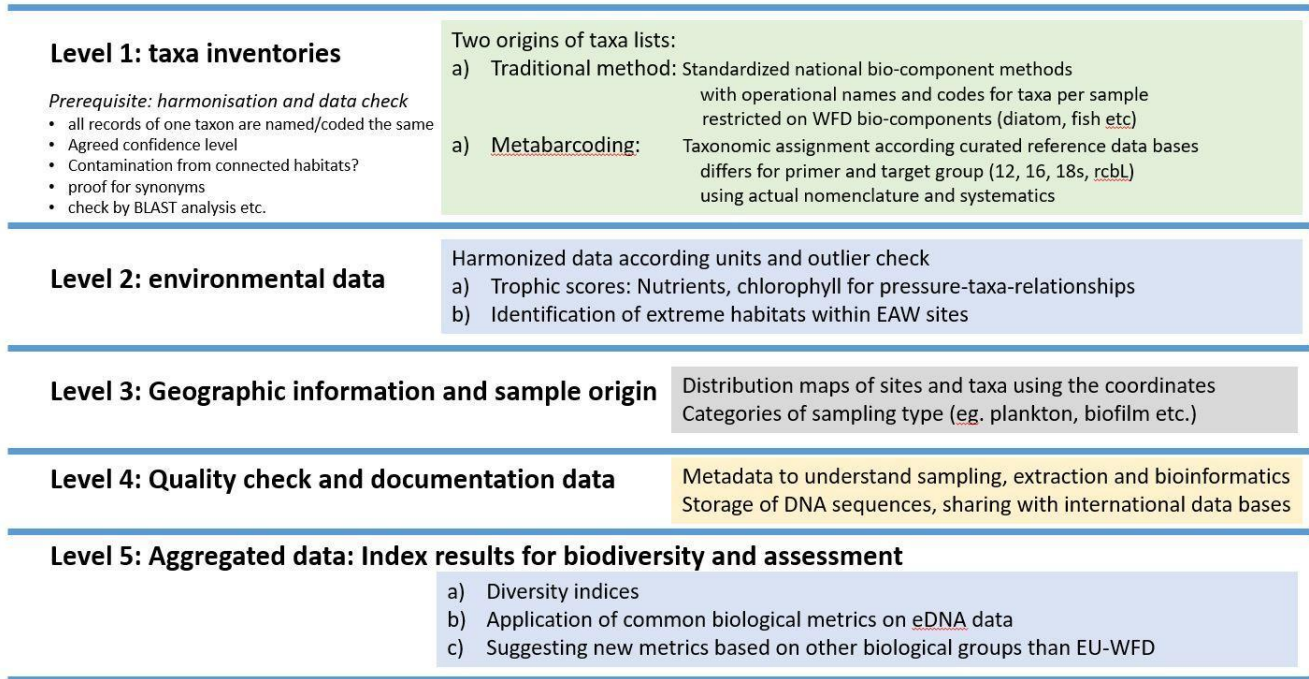 Level 1: taxa inventories
Prerequisite: harmonisation and data check
• all records of one taxon are named/coded the same
• Agreed confidence level
• Contamination from connected habitats?
• proof for synonyms
• check by BLAST analysis etc.
Two origins of taxa lists:
a) Traditional method: Standardized national bio-component methods
with operational names and codes for taxa per sample
restricted on WFD bio-components (diatom, fish etc)
a) Metabarcoding: Taxonomic assignment according curated reference data bases
differs for primer and target group (12, 16, 18s, rcbL)
using actual nomenclature and systematics
Level 2: environmental data
Harmonized data according units and outlier check
a) Trophic scores: Nutrients, chlorophyll for pressure-taxa-relationships
b) Identification of extreme habitats within EAW sites
Level 3: Geographic information and sample origin
Distribution maps of sites and taxa using the coordinates
Categories of sampling type (eg. plankton, biofilm etc.)
Level 4: Quality check and documentation data
Metadata to understand sampling, extraction and bioinformatics
Storage of DNA sequences, sharing with international data bases
Level 5: Aggregated data: Index results for biodiversity and assessment
a) Diversity indices
b) Application of common biological metrics on eDNA data
c) Suggesting new metrics based on other biological groups than EU-WFD